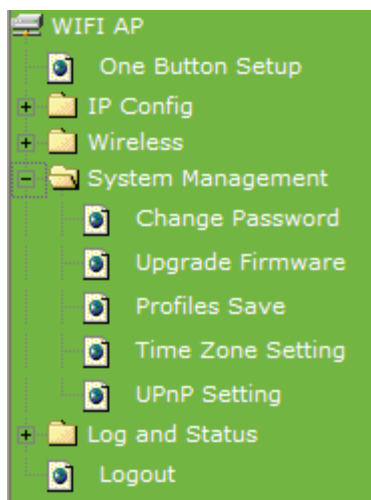 WIFI AP
One Button Setup
IP Config
Wireless
System Management
Change Password
Upgrade Firmware
Profiles Save
Time Zone Setting
UPnP Setting
Log and Status
Logout